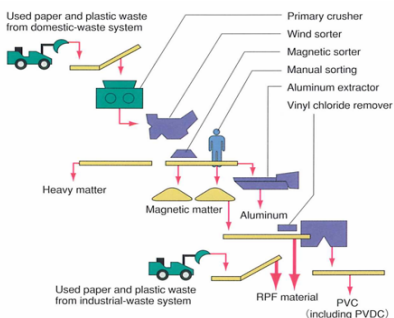 Used paper and plastic waste
from domestic-waste system
Primary crusher
Wind sorter
Magnetic sorter
Manual sorting
Aluminum extractor
Vinyl chloride remover
Heavy matter
Magnetic matter
Aluminum
Used paper and plastic waste
from industrial-waste system
RPF material
PVC
(including PVDC)